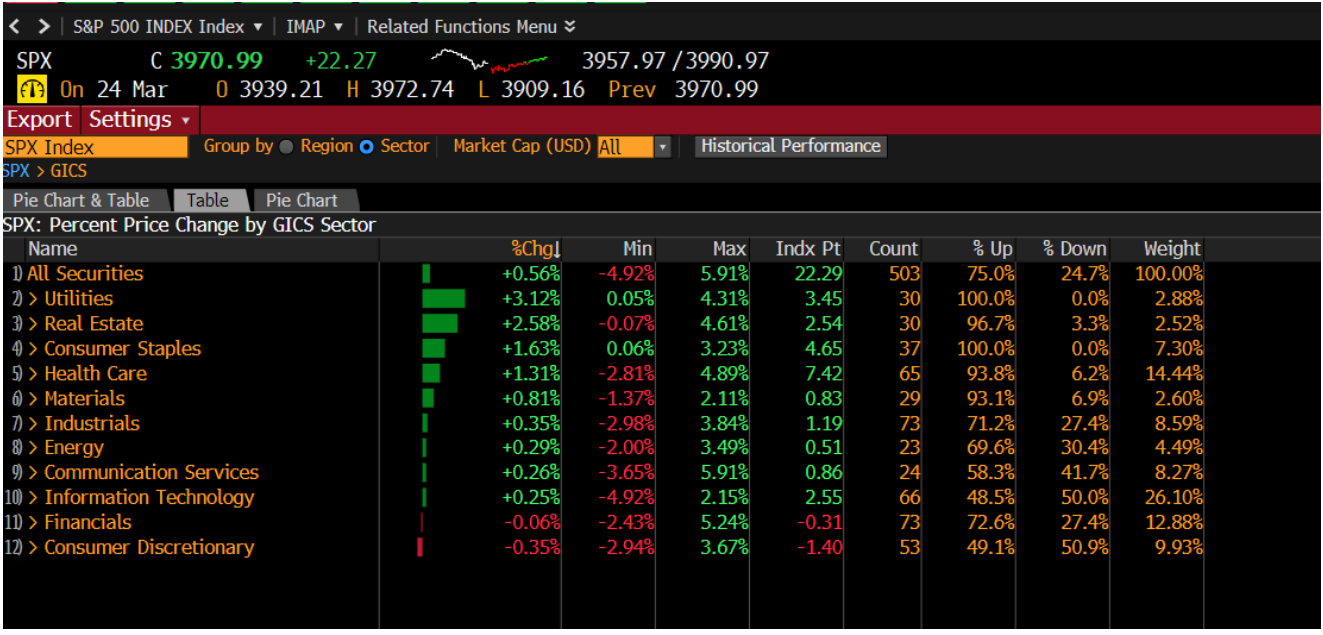 < > S&P 500 INDEX Index ▾ IMAP ▾ Related Functions Menu
SPX C 3970.99 +22.27 3957.97/3990.97
On 24 Mar O 3939.21 H 3972.74 L 3909.16 Prev 3970.99
Export Settings ▾
SPX Index Group by Region Sector Market Cap (USD) All Historical Performance
SPX > GICS
Pie Chart & Table Table Pie Chart
SPX: Percent Price Change by GICS Sector
Name %Chg↓ Min Max Indx Pt Count % Up % Down Weight
1) All Securities +0.56% -4.92% 5.91% 22.29 503 75.0% 24.7% 100.00%
2) > Utilities +3.12% 0.05% 4.31% 3.45 30 100.0% 0.0% 2.88%
3) > Real Estate +2.58% -0.07% 4.61% 2.54 30 96.7% 3.3% 2.52%
4) > Consumer Staples +1.63% 0.06% 3.23% 4.65 37 100.0% 0.0% 7.30%
5) > Health Care +1.31% -2.81% 4.89% 7.42 65 93.8% 6.2% 14.44%
6) > Materials +0.81% -1.37% 2.11% 0.83 29 93.1% 6.9% 2.60%
7) > Industrials +0.35% -2.98% 3.84% 1.19 73 71.2% 27.4% 8.59%
8) > Energy +0.29% -2.00% 3.49% 0.51 23 69.6% 30.4% 4.49%
9) > Communication Services +0.26% -3.65% 5.91% 0.86 24 58.3% 41.7% 8.27%
10) > Information Technology +0.25% -4.92% 2.15% 2.55 66 48.5% 50.0% 26.10%
11) > Financials -0.06% -2.43% 5.24% -0.31 73 72.6% 27.4% 12.88%
12) > Consumer Discretionary -0.35% -2.94% 3.67% -1.40 53 49.1% 50.9% 9.93%